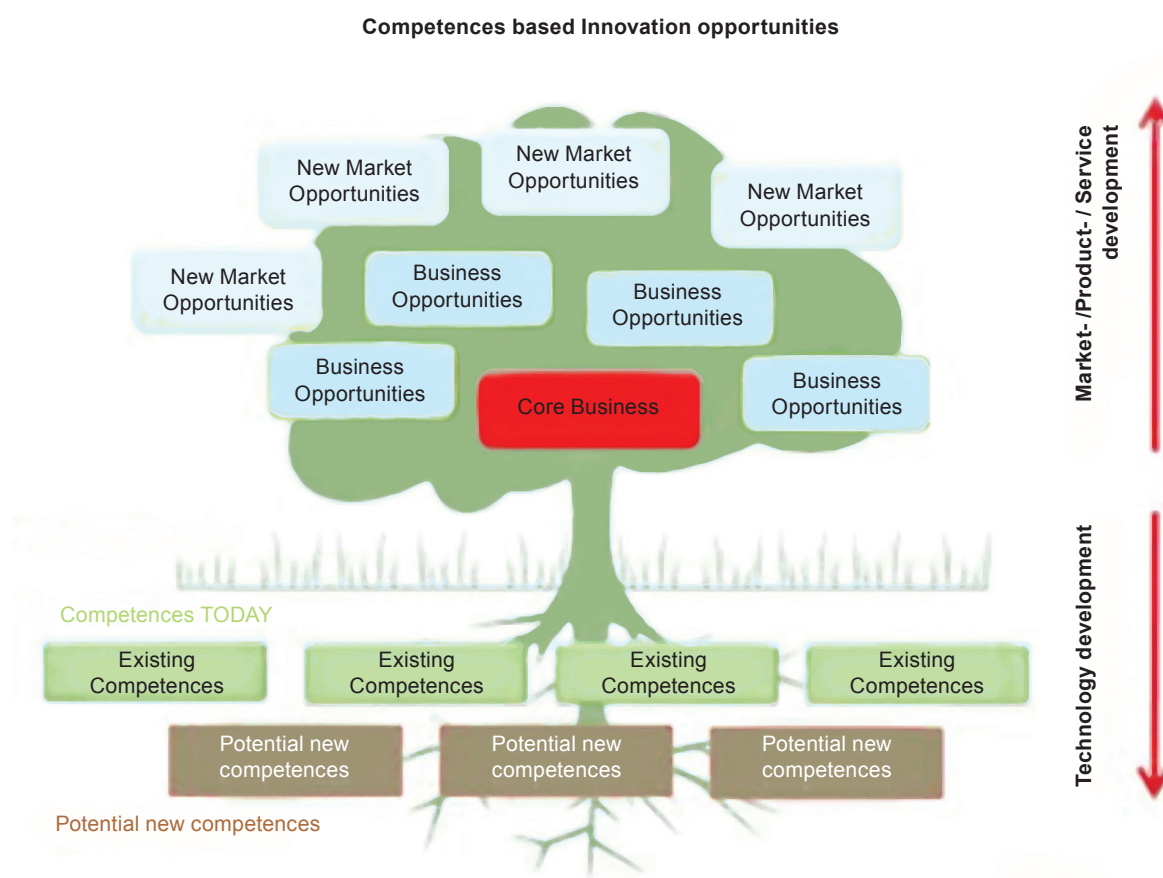 Competences based Innovation opportunities
New Market
Opportunities
New Market
Opportunities
New Market
Opportunities
New Market
Opportunities
Business
Opportunities
Business
Opportunities
Business
Opportunities
Core Business
Business
Opportunities
Market- /Product- / Service
development
Technology development
Competences TODAY
Existing
Competences
Existing
Competences
Existing
Competences
Existing
Competences
Potential new
competences
Potential new
competences
Potential new
competences
Potential new competences